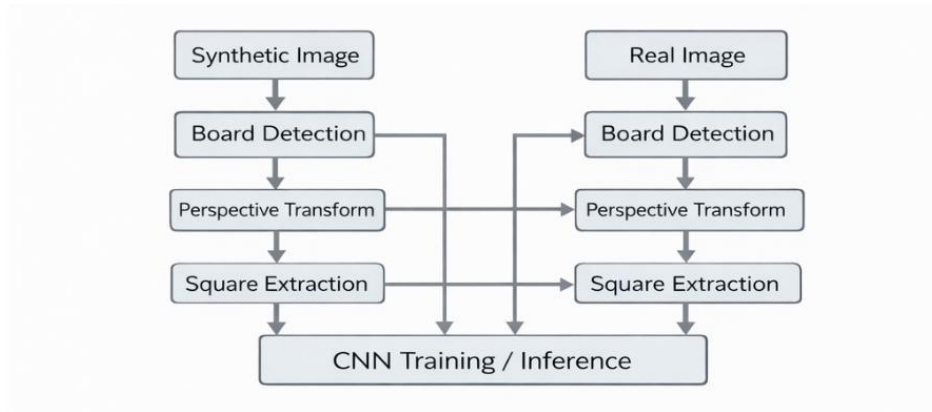 Synthetic Image
Real Image
Board Detection
Board Detection
Perspective Transform
Perspective Transform
Square Extraction
Square Extraction
CNN Training / Inference